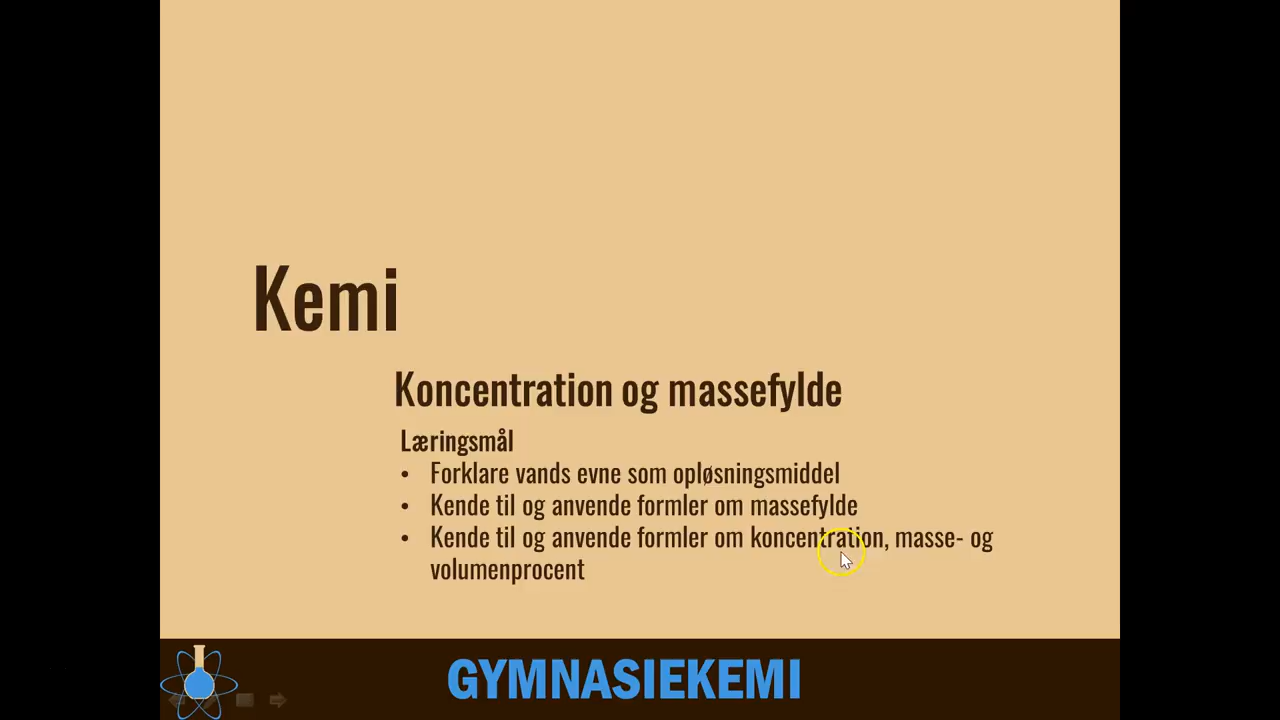 Kemi
Koncentration og massefylde
Læringsmål
• Forklare vands evne som opløsningsmiddel
• Kende til og anvende formler om massefylde
• Kende til og anvende formler om koncentration, masse- og
volumenprocent
GYMNASIEKEMI